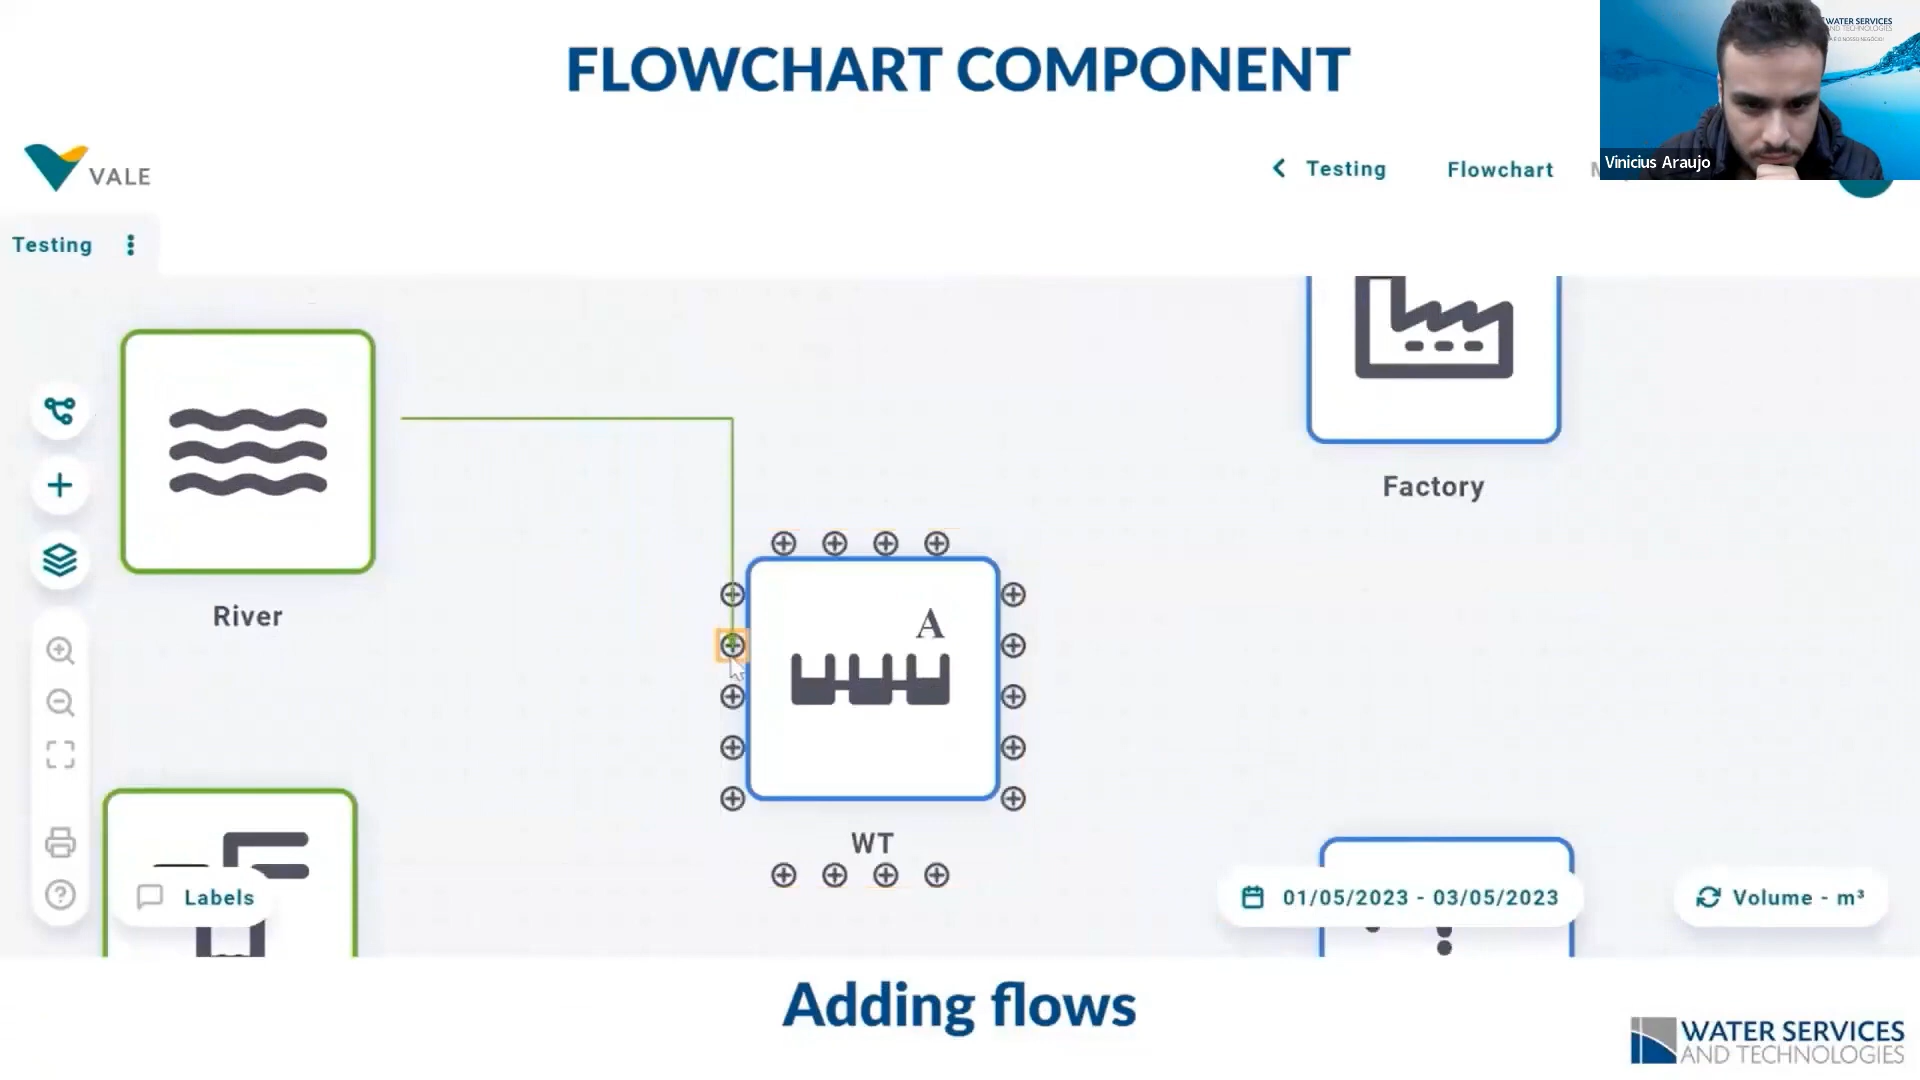 FLOWCHART COMPONENT
WATER SERVICES
AND TECHNOLOGIES
Vinicius Araujo
VALE
Testing
Flowchart
Testing
River
Factory
A
WT
Labels
01/05/2023 - 03/05/2023
Volume - m³
Adding flows
WATER SERVICES
AND TECHNOLOGIES